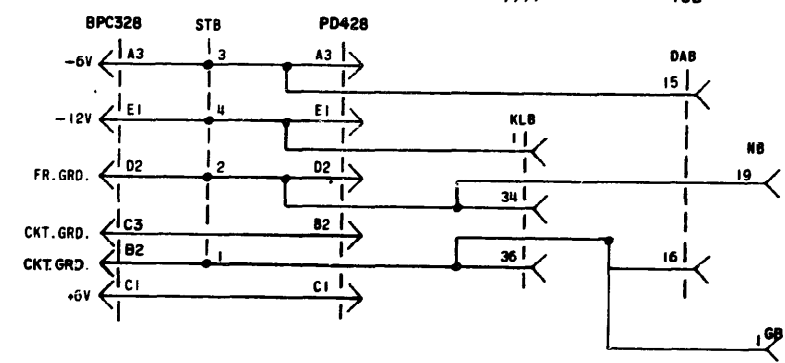 BPC328 STB PD428
-6V A3 3 A3 DAB
15
-12V E1 4 E1 KLB
1
NB
FR.GRD. D2 2 D2 19
34
CKT.GRD. C3 B2
CKT.GRD. B2 1 36 16
+6V C1 C1
1 GB